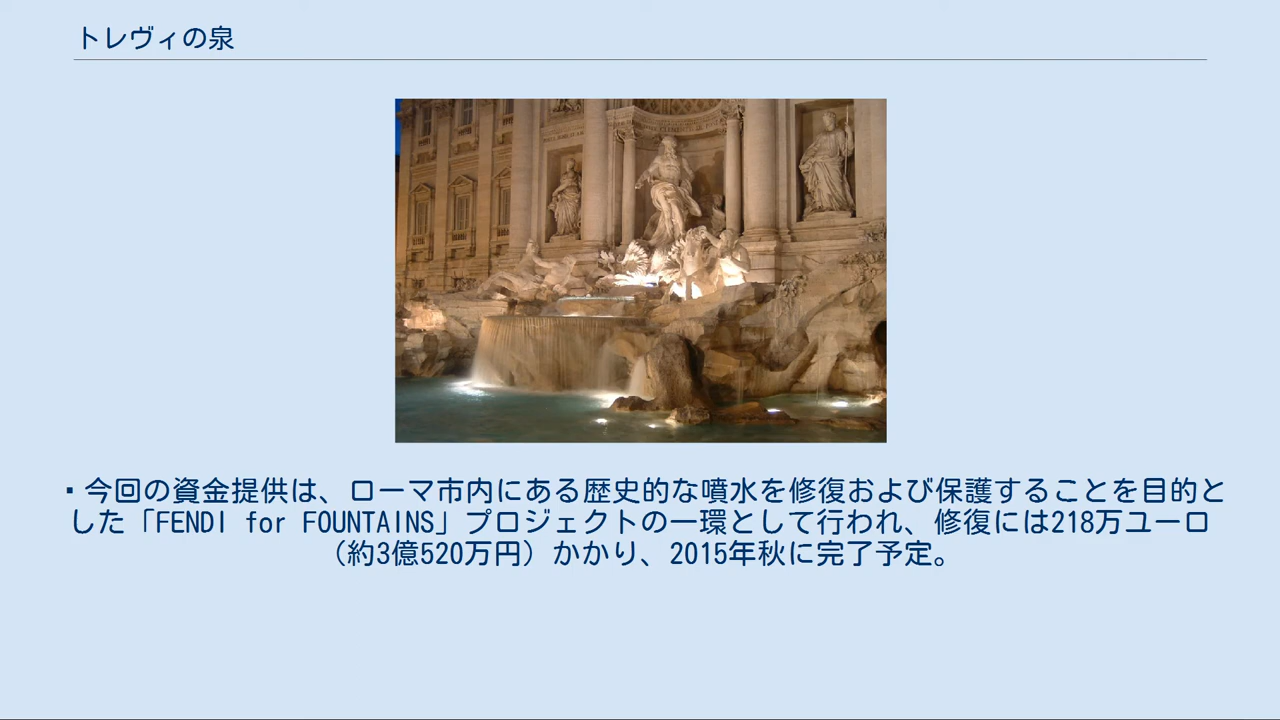 トレヴィの泉
▪今回の資金提供は、ローマ市内にある歴史的な噴水を修復および保護することを目的と
した「FENDI for FOUNTAINS」プロジェクトの一環として行われ、修復には218万ユーロ
（約3億520万円）かかり、2015年秋に完了予定。